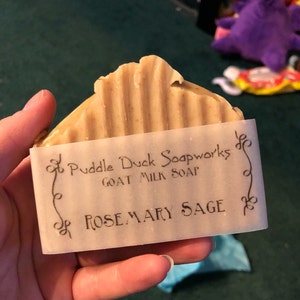 Puddle Duck Soapworks
GOAT MILK SOAP
ROSEMARY SAGE